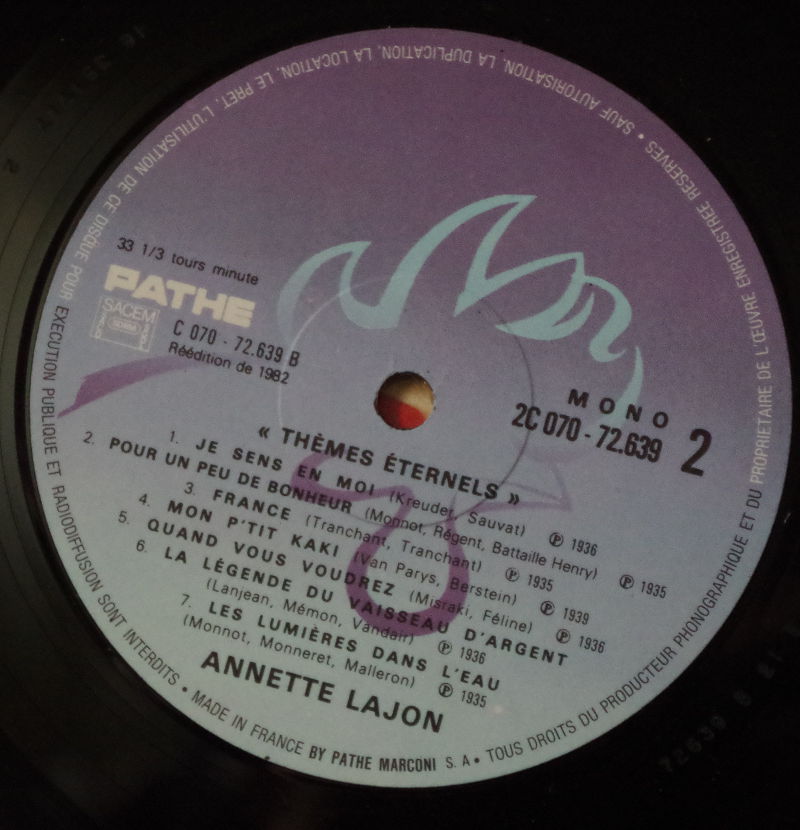 SAUF AUTORISATION, LA DUPLICATION, LA LOCATION, LE PRÊT, L'UTILISATION DE CE DISQUE POUR EXÉCUTION PUBLIQUE ET RADIODIFFUSION SONT INTERDITS • MADE IN FRANCE BY PATHE MARCONI S. A • TOUS DROITS DU PRODUCTEUR PHONOGRAPHIQUE ET DU PROPRIETAIRE DE L'ŒUVRE ENREGISTREE RESERVES •
33 1/3 tours minute
PATHE
SACEM
SDRM
C 070 - 72.639 B
Réédition de 1982
MONO
2C 070 - 72.639
2
« THÈMES ÉTERNELS »
1. JE SENS EN MOI (Kreuder, Sauvat) ℗ 1936
2. POUR UN PEU DE BONHEUR (Monnot, Régent, Battaille Henry) ℗ 1935
3. FRANCE (Tranchant, Tranchant) ℗ 1935
4. MON P'TIT KAKI (Van Parys, Berstein) ℗ 1939
5. QUAND VOUS VOUDREZ (Misraki, Féline) ℗ 1936
6. LA LÉGENDE DU VAISSEAU D'ARGENT
(Lanjean, Mémon, Vandair) ℗ 1936
7. LES LUMIÈRES DANS L'EAU
(Monnot, Monneret, Malleron) ℗ 1935
ANNETTE LAJON